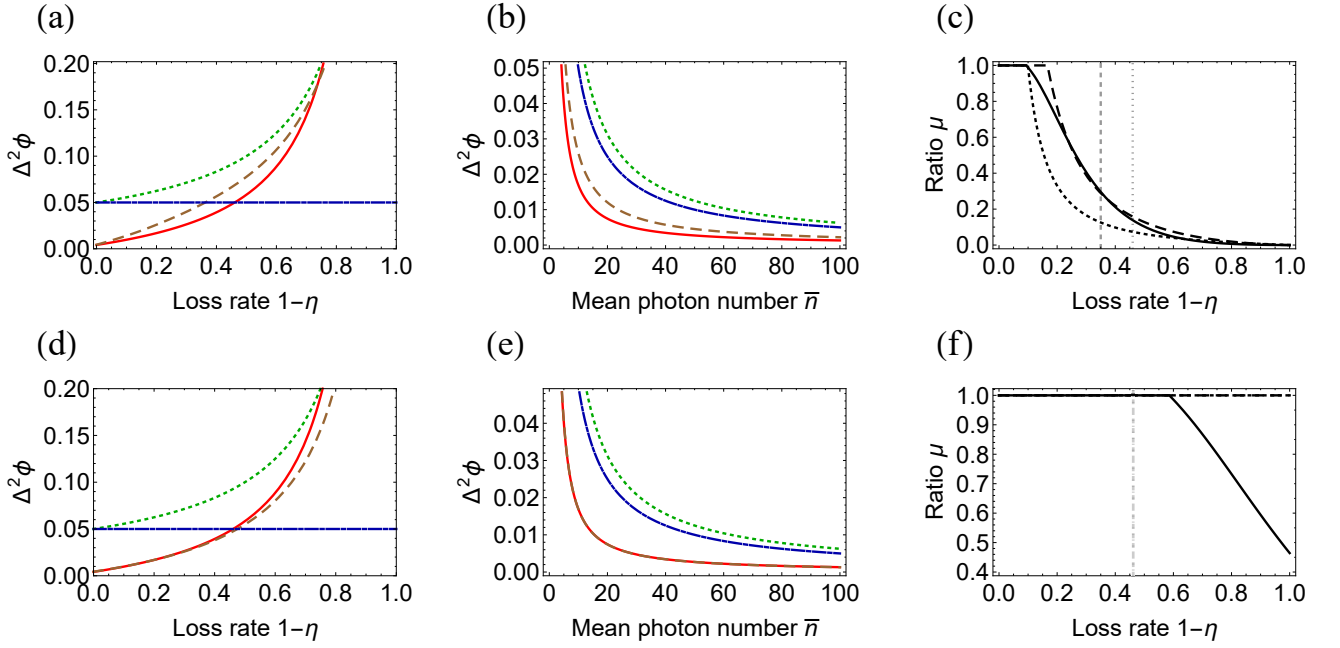 (a)
0.20
0.15
0.10
0.05
0.00
Δ²ϕ
0.0 0.2 0.4 0.6 0.8 1.0
Loss rate 1−η
(b)
0.05
0.04
0.03
0.02
0.01
0.00
Δ²ϕ
0 20 40 60 80 100
Mean photon number n̅
(c)
1.0
0.8
0.6
0.4
0.2
0.0
Ratio μ
0.0 0.2 0.4 0.6 0.8 1.0
Loss rate 1−η
(d)
0.20
0.15
0.10
0.05
0.00
Δ²ϕ
0.0 0.2 0.4 0.6 0.8 1.0
Loss rate 1−η
(e)
0.04
0.03
0.02
0.01
0.00
Δ²ϕ
0 20 40 60 80 100
Mean photon number n̅
(f)
1.0
0.9
0.8
0.7
0.6
0.5
0.4
Ratio μ
0.0 0.2 0.4 0.6 0.8 1.0
Loss rate 1−η